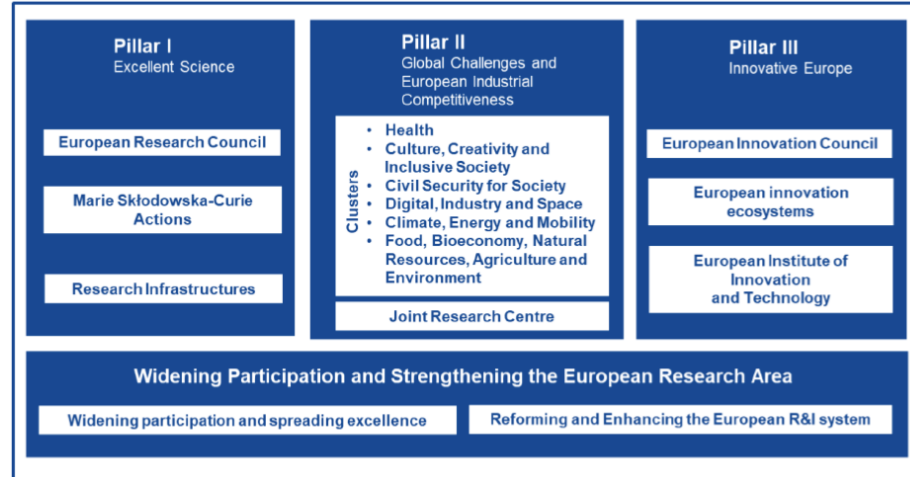 Pillar I
Excellent Science
European Research Council
Marie Skłodowska-Curie
Actions
Research Infrastructures
Pillar II
Global Challenges and
European Industrial
Competitiveness
Clusters
• Health
• Culture, Creativity and
Inclusive Society
• Civil Security for Society
• Digital, Industry and Space
• Climate, Energy and Mobility
• Food, Bioeconomy, Natural
Resources, Agriculture and
Environment
Joint Research Centre
Pillar III
Innovative Europe
European Innovation Council
European innovation
ecosystems
European Institute of
Innovation
and Technology
Widening Participation and Strengthening the European Research Area
Widening participation and spreading excellence
Reforming and Enhancing the European R&I system